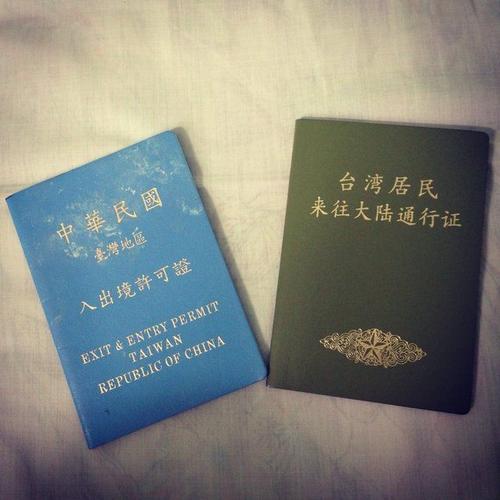 中華民國
臺灣地區
入出境許可證
EXIT & ENTRY PERMIT
TAIWAN
REPUBLIC OF CHINA
台湾居民
来往大陆通行证